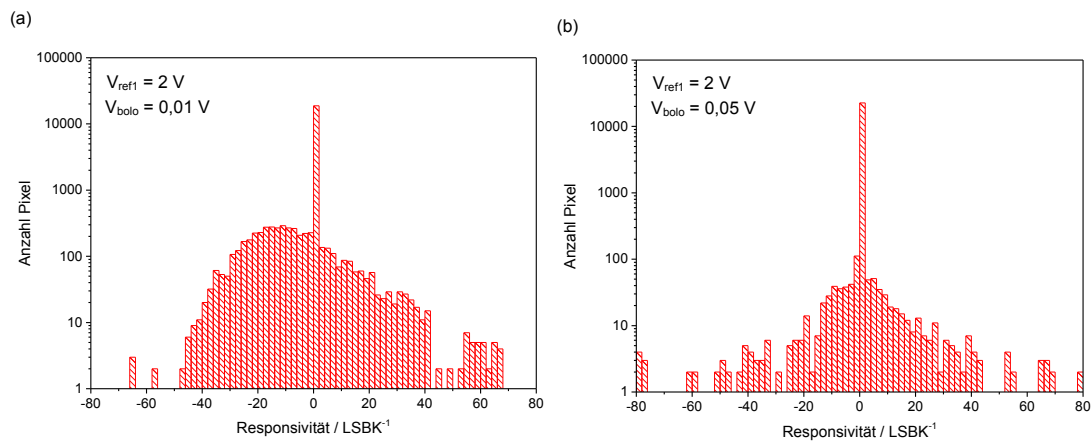 (a)
V_ref1 = 2 V
V_bolo = 0,01 V
Anzahl Pixel
100000
10000
1000
100
10
1
-80 -60 -40 -20 0 20 40 60 80
Responsivität / LSBK⁻¹
(b)
V_ref1 = 2 V
V_bolo = 0,05 V
Anzahl Pixel
100000
10000
1000
100
10
1
-80 -60 -40 -20 0 20 40 60 80
Responsivität / LSBK⁻¹